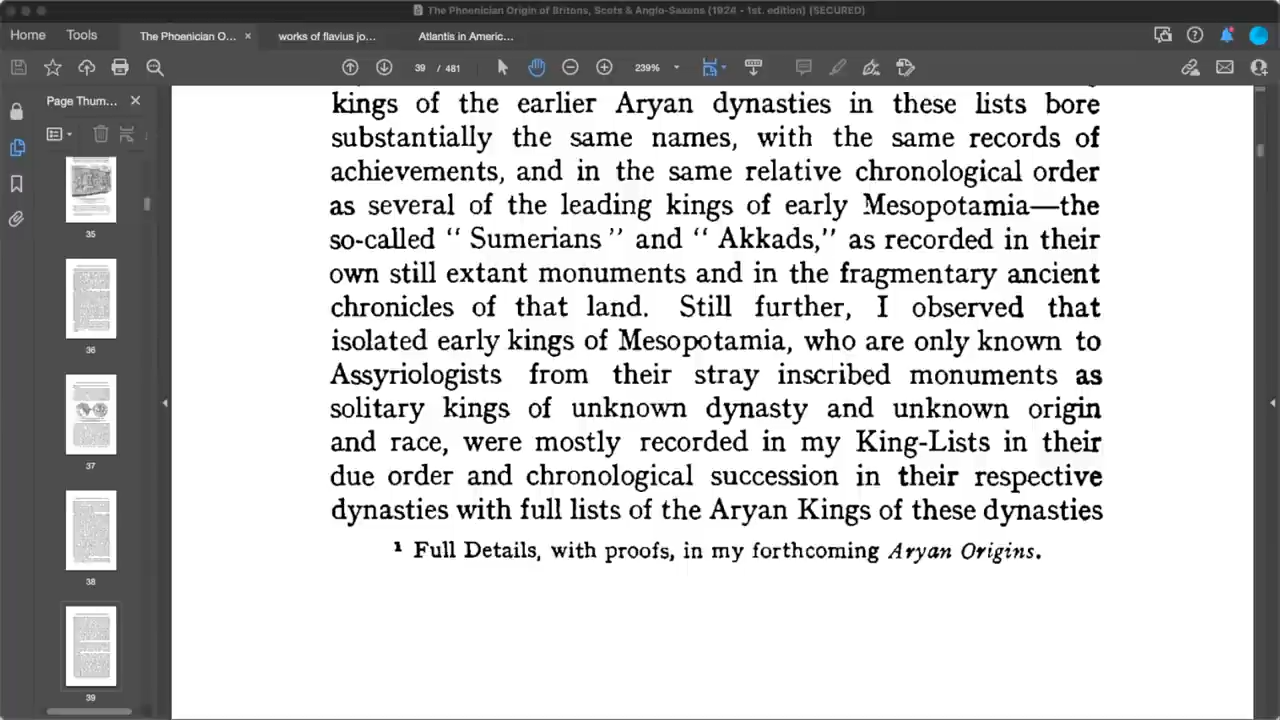 The Phoenician Origin of Britons, Scots & Anglo-Saxons (1924 - 1st. edition) (SECURED)
Home Tools The Phoenician O... × works of flavius jo... Atlantis in Americ...
39 / 481 239%
Page Thum... ×
35
36
37
38
39
kings of the earlier Aryan dynasties in these lists bore
substantially the same names, with the same records of
achievements, and in the same relative chronological order
as several of the leading kings of early Mesopotamia—the
so-called “ Sumerians ” and “ Akkads,” as recorded in their
own still extant monuments and in the fragmentary ancient
chronicles of that land. Still further, I observed that
isolated early kings of Mesopotamia, who are only known to
Assyriologists from their stray inscribed monuments as
solitary kings of unknown dynasty and unknown origin
and race, were mostly recorded in my King-Lists in their
due order and chronological succession in their respective
dynasties with full lists of the Aryan Kings of these dynasties
¹ Full Details, with proofs, in my forthcoming Aryan Origins.